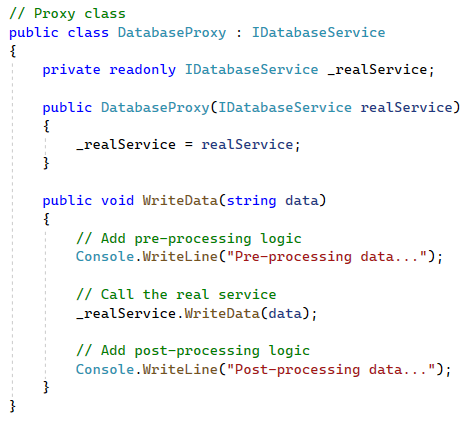 // Proxy class
public class DatabaseProxy : IDatabaseService
{
    private readonly IDatabaseService _realService;

    public DatabaseProxy(IDatabaseService realService)
    {
        _realService = realService;
    }

    public void WriteData(string data)
    {
        // Add pre-processing logic
        Console.WriteLine("Pre-processing data...");

        // Call the real service
        _realService.WriteData(data);

        // Add post-processing logic
        Console.WriteLine("Post-processing data...");
    }
}